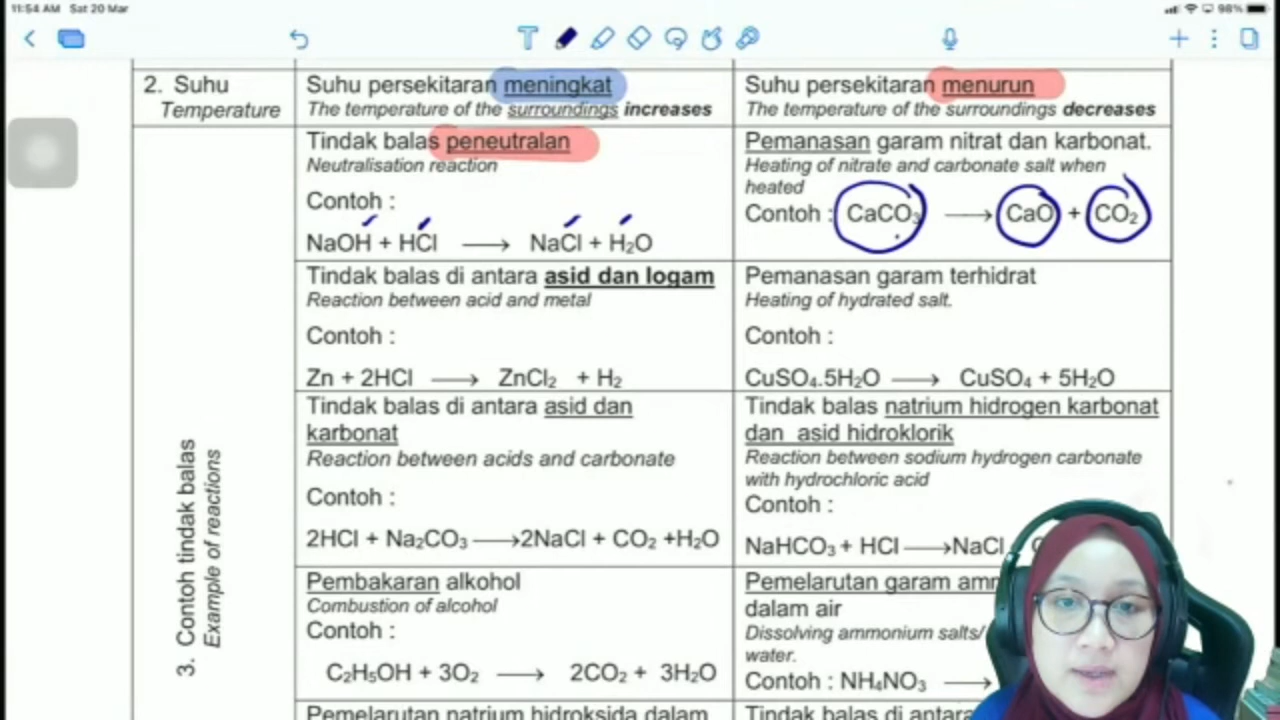 11:54 AM Sat 20 Mar
98%
T
2. Suhu
Temperature
Suhu persekitaran meningkat
The temperature of the surroundings increases
Suhu persekitaran menurun
The temperature of the surroundings decreases
3. Contoh tindak balas
Example of reactions
Tindak balas peneutralan
Neutralisation reaction
Contoh :
NaOH + HCl ⟶ NaCl + H₂O
Pemanasan garam nitrat dan karbonat.
Heating of nitrate and carbonate salt when
heated
Contoh : CaCO₃ ⟶ CaO + CO₂
Tindak balas di antara asid dan logam
Reaction between acid and metal
Contoh :
Zn + 2HCl ⟶ ZnCl₂ + H₂
Pemanasan garam terhidrat
Heating of hydrated salt.
Contoh :
CuSO₄.5H₂O ⟶ CuSO₄ + 5H₂O
Tindak balas di antara asid dan
karbonat
Reaction between acids and carbonate
Contoh :
2HCl + Na₂CO₃ ⟶2NaCl + CO₂ +H₂O
Tindak balas natrium hidrogen karbonat
dan asid hidroklorik
Reaction between sodium hydrogen carbonate
with hydrochloric acid
Contoh :
NaHCO₃ + HCl ⟶NaCl
Pembakaran alkohol
Combustion of alcohol
Contoh :
C₂H₅OH + 3O₂ ⟶ 2CO₂ + 3H₂O
Pemelarutan garam
dalam air
Dissolving ammonium salts/
water.
Contoh : NH₄NO₃ ⟶
Pemelarutan natrium hidroksida dalam
Tindak balas di antara